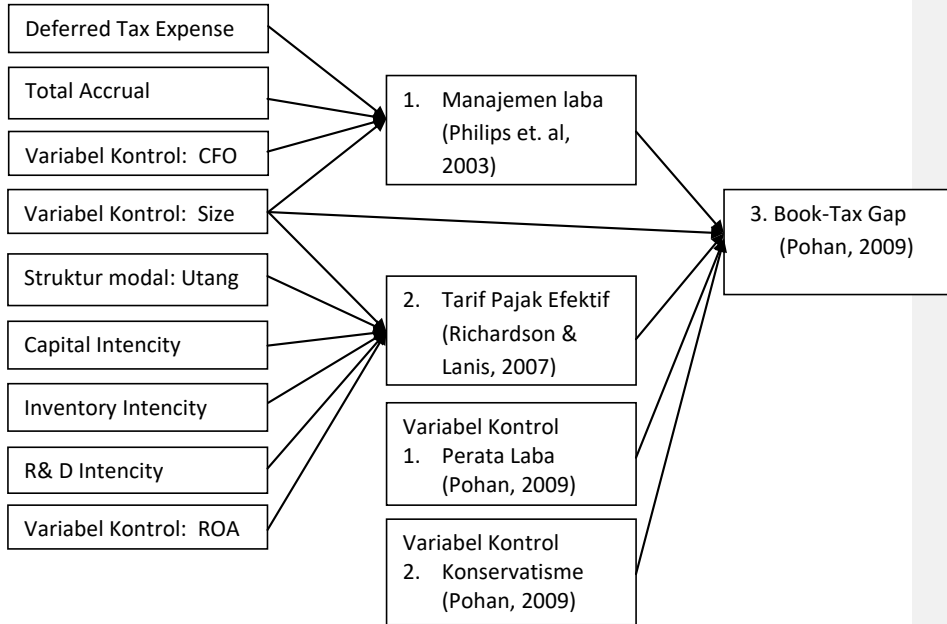 Deferred Tax Expense
Total Accrual
Variabel Kontrol: CFO
Variabel Kontrol: Size
Struktur modal: Utang
Capital Intencity
Inventory Intencity
R& D Intencity
Variabel Kontrol: ROA
1. Manajemen laba
(Philips et. al,
2003)
2. Tarif Pajak Efektif
(Richardson &
Lanis, 2007)
Variabel Kontrol
1. Perata Laba
(Pohan, 2009)
Variabel Kontrol
2. Konservatisme
(Pohan, 2009)
3. Book-Tax Gap
(Pohan, 2009)